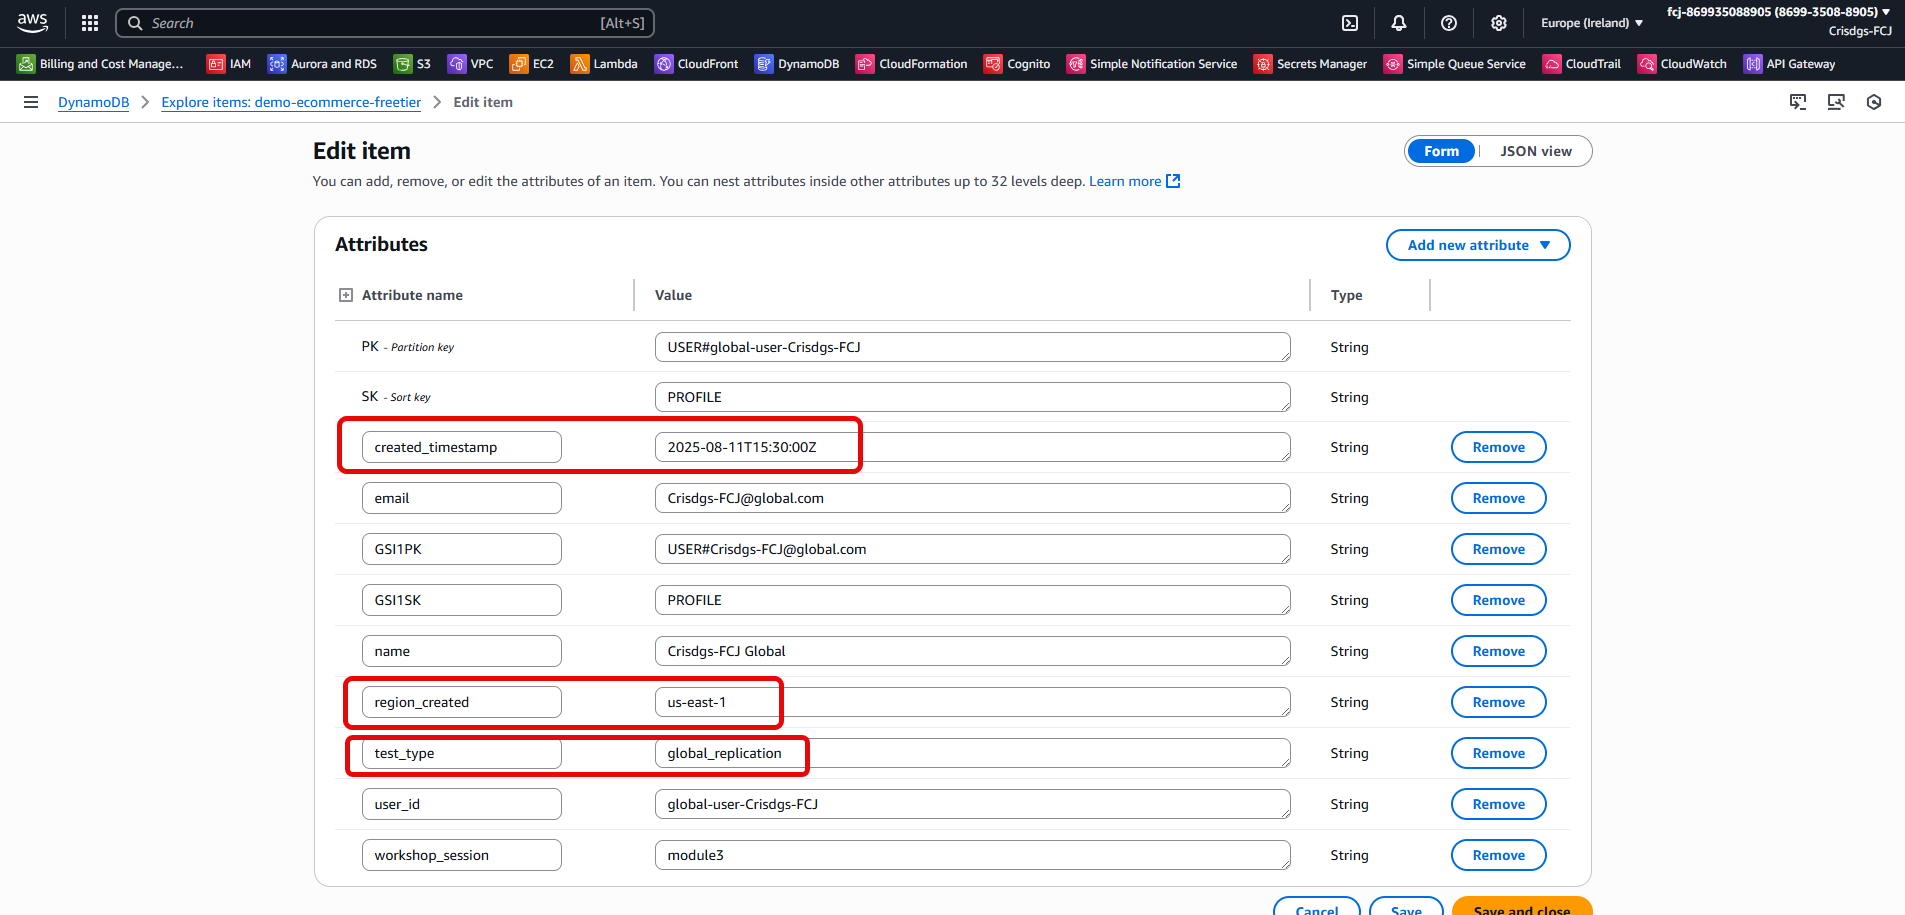 aws
Search [Alt+S] Europe (Ireland) fcj-869935088905 (8699-3508-8905)
Crisdgs-FCJ
Billing and Cost Manage... IAM Aurora and RDS S3 VPC EC2 Lambda CloudFront DynamoDB CloudFormation Cognito Simple Notification Service Secrets Manager Simple Queue Service CloudTrail CloudWatch API Gateway
DynamoDB Explore items: demo-ecommerce-freetier Edit item
Edit item Form JSON view
You can add, remove, or edit the attributes of an item. You can nest attributes inside other attributes up to 32 levels deep. Learn more
Attributes Add new attribute
Attribute name Value Type
PK - Partition key USER#global-user-Crisdgs-FCJ String
SK - Sort key PROFILE String
created_timestamp 2025-08-11T15:30:00Z String Remove
email Crisdgs-FCJ@global.com String Remove
GSI1PK USER#Crisdgs-FCJ@global.com String Remove
GSI1SK PROFILE String Remove
name Crisdgs-FCJ Global String Remove
region_created us-east-1 String Remove
test_type global_replication String Remove
user_id global-user-Crisdgs-FCJ String Remove
workshop_session module3 String Remove
Cancel Save Save and close